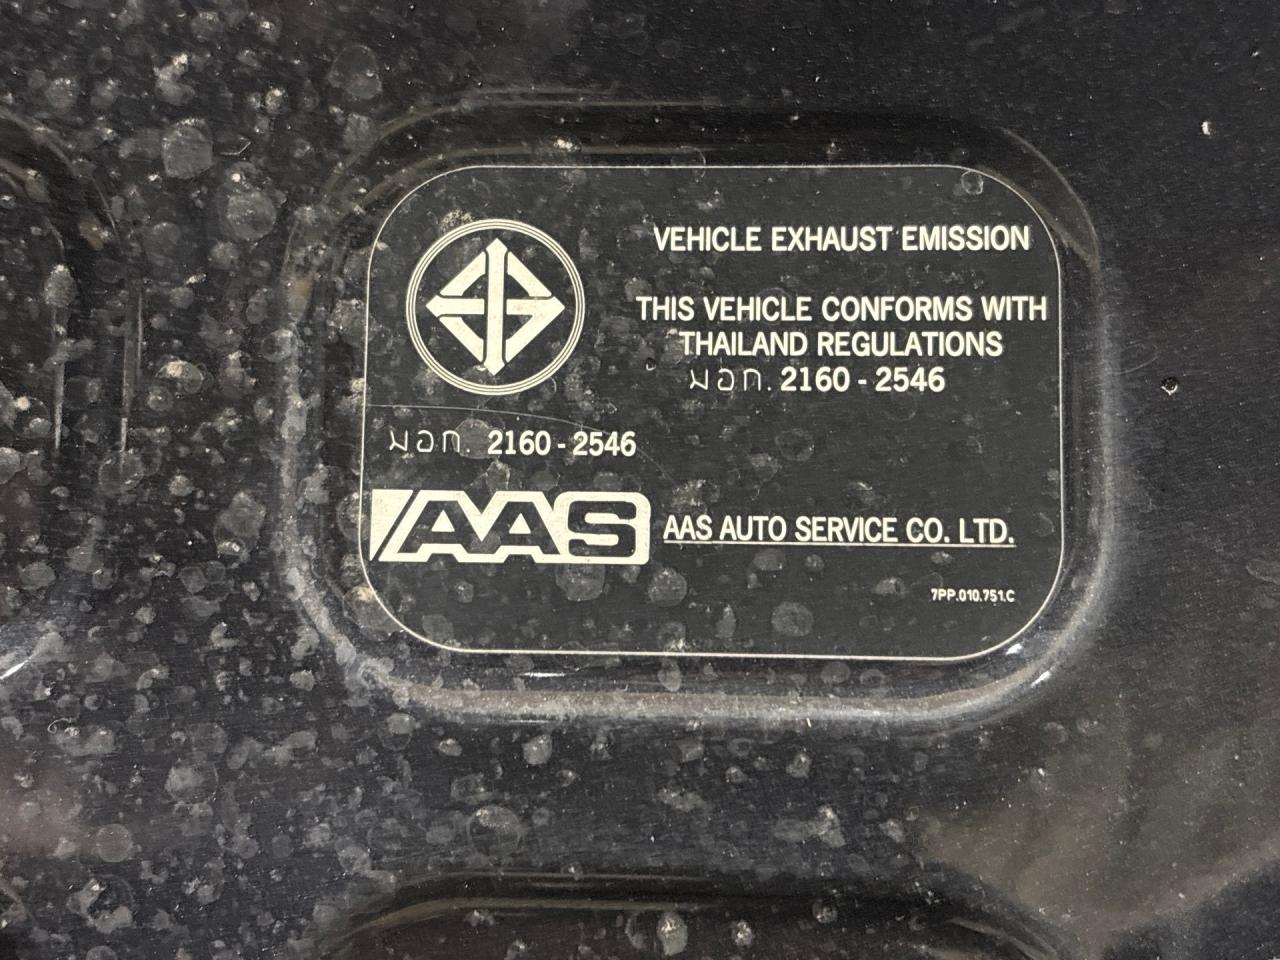 VEHICLE EXHAUST EMISSION
THIS VEHICLE CONFORMS WITH
THAILAND REGULATIONS
มอก. 2160 - 2546
มอก. 2160 - 2546
AAS
AAS AUTO SERVICE CO. LTD.
7PP.010.751.C